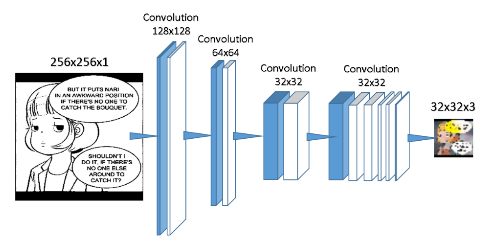 Convolution
128x128
Convolution
64x64
256x256x1
Convolution
32x32
Convolution
32x32
32x32x3
BUT IT PUTS NARI
IN AN AWKWARD POSITION
IF THERE'S NO ONE TO
CATCH THE BOUQUET.
SHOULDN'T I
DO IT, IF THERE'S
NO ONE ELSE
AROUND TO
CATCH IT?